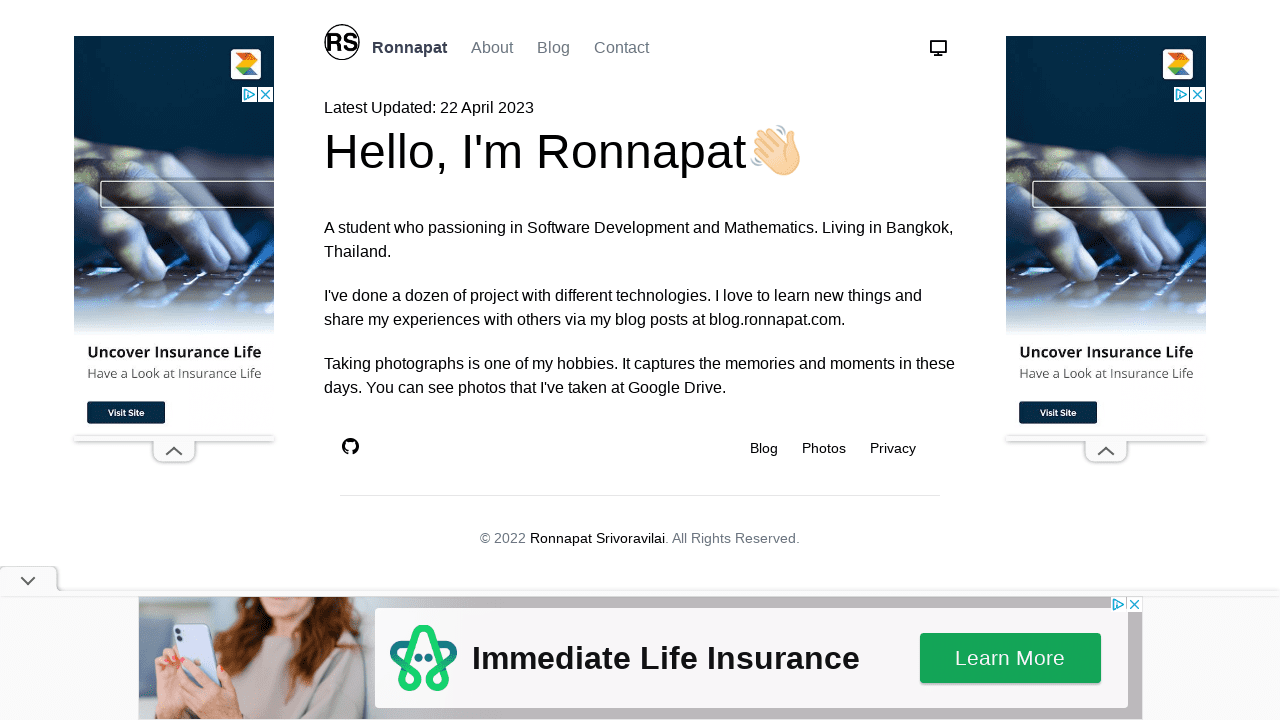 RS Ronnapat About Blog Contact
Latest Updated: 22 April 2023
Hello, I'm Ronnapat👋🏻
A student who passioning in Software Development and Mathematics. Living in Bangkok,
Thailand.
I've done a dozen of project with different technologies. I love to learn new things and
share my experiences with others via my blog posts at blog.ronnapat.com.
Taking photographs is one of my hobbies. It captures the memories and moments in these
days. You can see photos that I've taken at Google Drive.
Blog Photos Privacy
© 2022 Ronnapat Srivoravilai. All Rights Reserved.
Uncover Insurance Life
Have a Look at Insurance Life
Visit Site
Uncover Insurance Life
Have a Look at Insurance Life
Visit Site
Immediate Life Insurance
Learn More